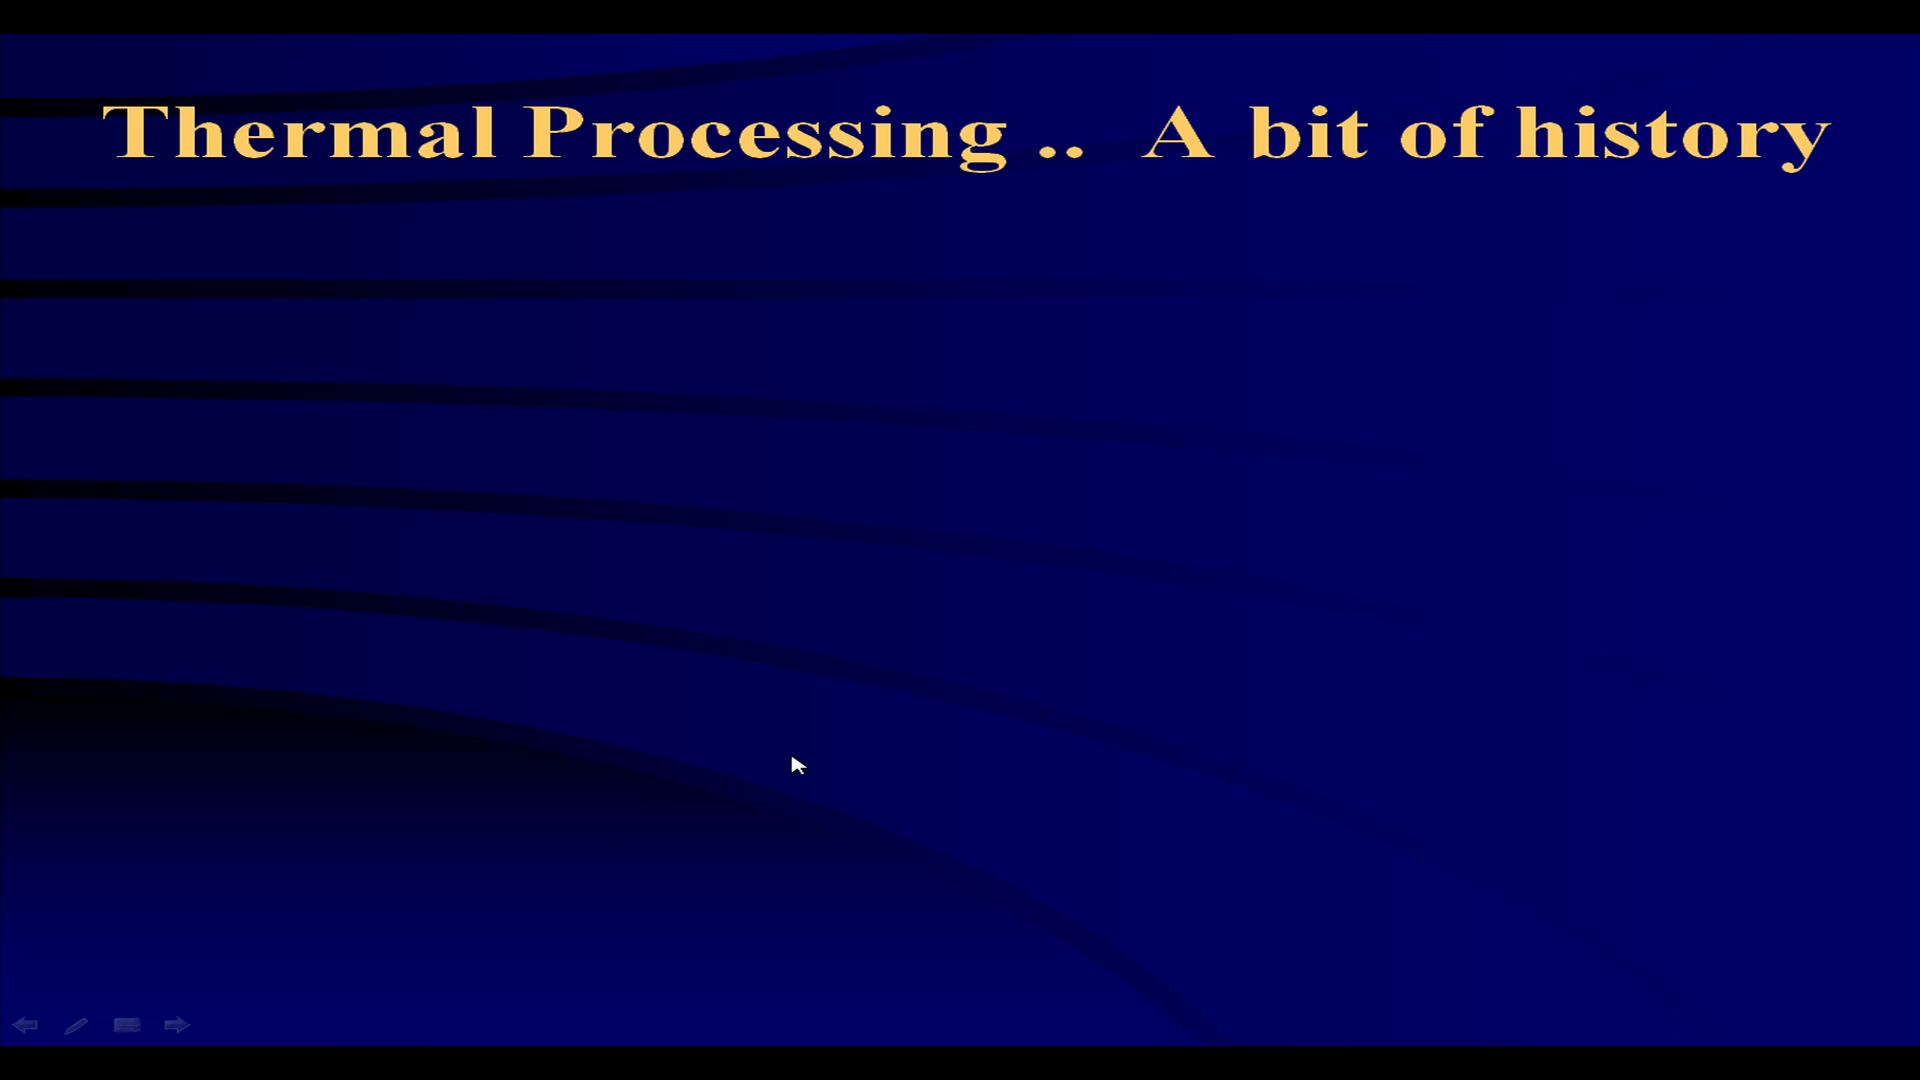 Thermal Processing .. A bit of history